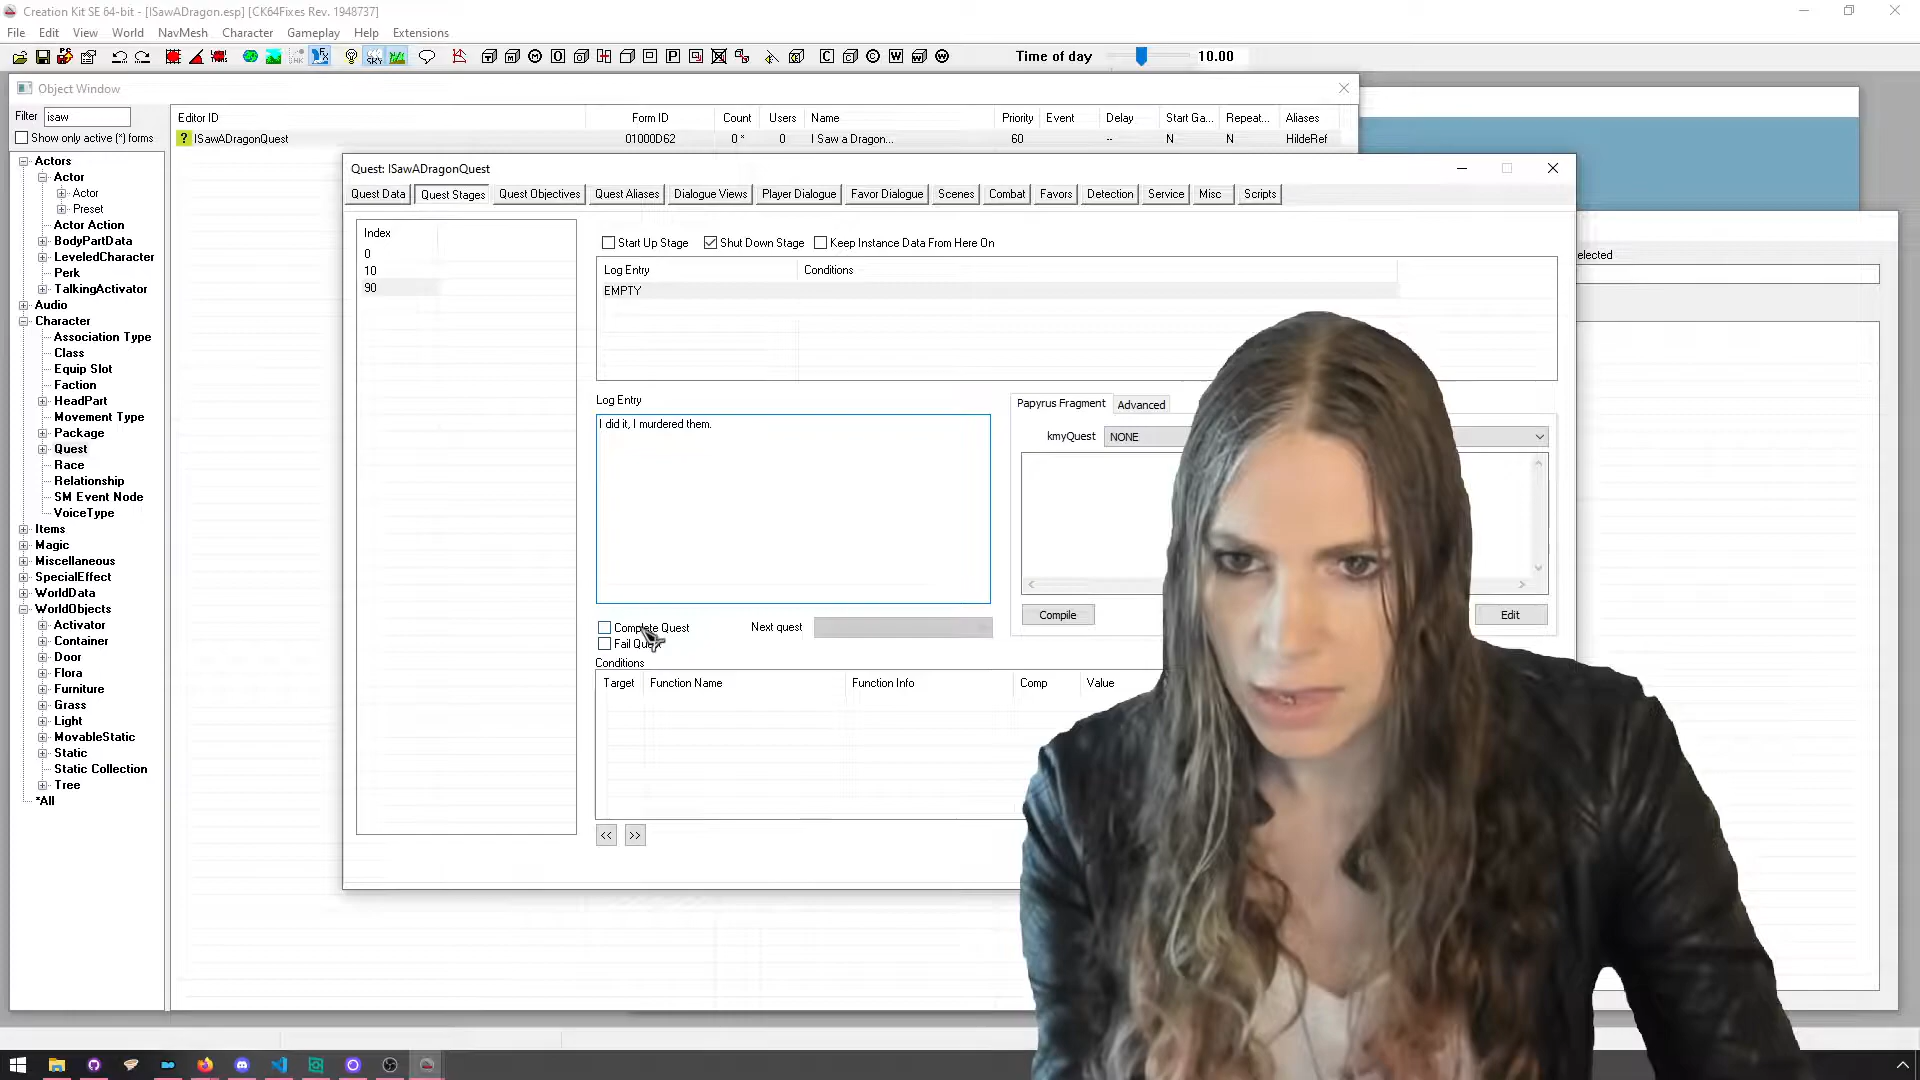 Creation Kit SE 64-bit - [ISawADragon.esp] [CK64Fixes Rev. 1948737]
File Edit View World NavMesh Character Gameplay Help Extensions
Time of day 10.00
Object Window
Filter isaw
Show only active (*) forms
Editor ID Form ID Count Users Name Priority Event Delay Start Ga... Repeat... Aliases
ISawADragonQuest 01000D62 0 * 0 I Saw a Dragon... 60 -- N N HildeRef
Actors
Actor
Actor
Preset
Actor Action
BodyPartData
LeveledCharacter
Perk
TalkingActivator
Audio
Character
Association Type
Class
Equip Slot
Faction
HeadPart
Movement Type
Package
Quest
Race
Relationship
SM Event Node
VoiceType
Items
Magic
Miscellaneous
SpecialEffect
WorldData
WorldObjects
Activator
Container
Door
Flora
Furniture
Grass
Light
MovableStatic
Static
Static Collection
Tree
*All
Quest: ISawADragonQuest
Quest Data Quest Stages Quest Objectives Quest Aliases Dialogue Views Player Dialogue Favor Dialogue Scenes Combat Favors Detection Service Misc Scripts
Index
0
10
90
Start Up Stage Shut Down Stage Keep Instance Data From Here On
Log Entry Conditions
EMPTY
Log Entry
I did it, I murdered them.
Papyrus Fragment Advanced
kmyQuest NONE
Compile Edit
Complete Quest Next quest
Fail
Conditions
Target Function Name Function Info Comp Value
<< >>
elected